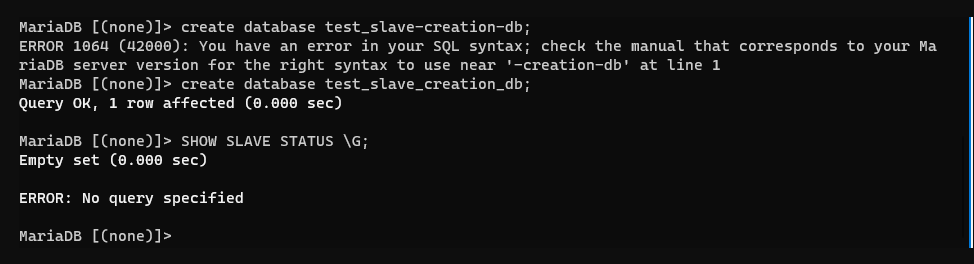 MariaDB [(none)]> create database test_slave-creation-db;
ERROR 1064 (42000): You have an error in your SQL syntax; check the manual that corresponds to your Ma
riaDB server version for the right syntax to use near '-creation-db' at line 1
MariaDB [(none)]> create database test_slave_creation_db;
Query OK, 1 row affected (0.000 sec)
MariaDB [(none)]> SHOW SLAVE STATUS \G;
Empty set (0.000 sec)
ERROR: No query specified
MariaDB [(none)]>